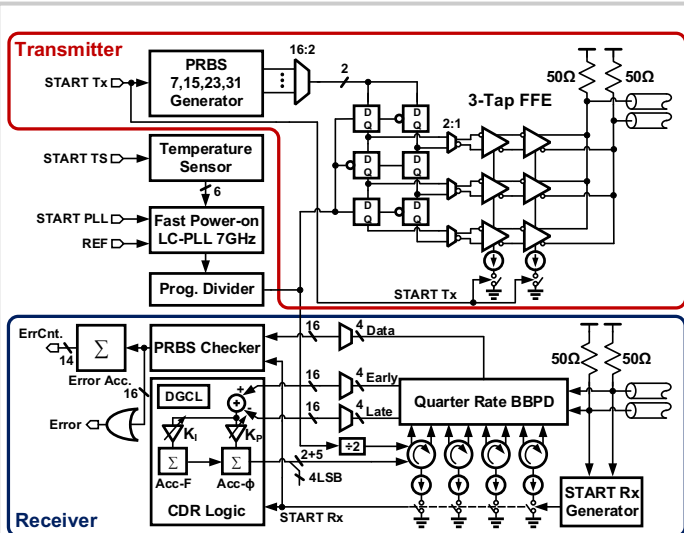 Transmitter
START Tx
PRBS
7,15,23,31
Generator
16:2
2
50Ω
50Ω
3-Tap FFE
2:1
D
Q
D
Q
D
Q
D
Q
D
Q
D
Q
START TS
Temperature
Sensor
6
START PLL
REF
Fast Power-on
LC-PLL 7GHz
Prog. Divider
START Tx
ErrCnt.
14
Σ
Error Acc.
16
Error
PRBS Checker
16
4
Data
16
4
Early
16
4
Late
Quarter Rate BBPD
50Ω
50Ω
DGCL
+
+
-
KI
KP
Σ
Σ
Acc-F
Acc-ϕ
CDR Logic
÷2
2+5
4LSB
START Rx
START Rx
Generator
Receiver